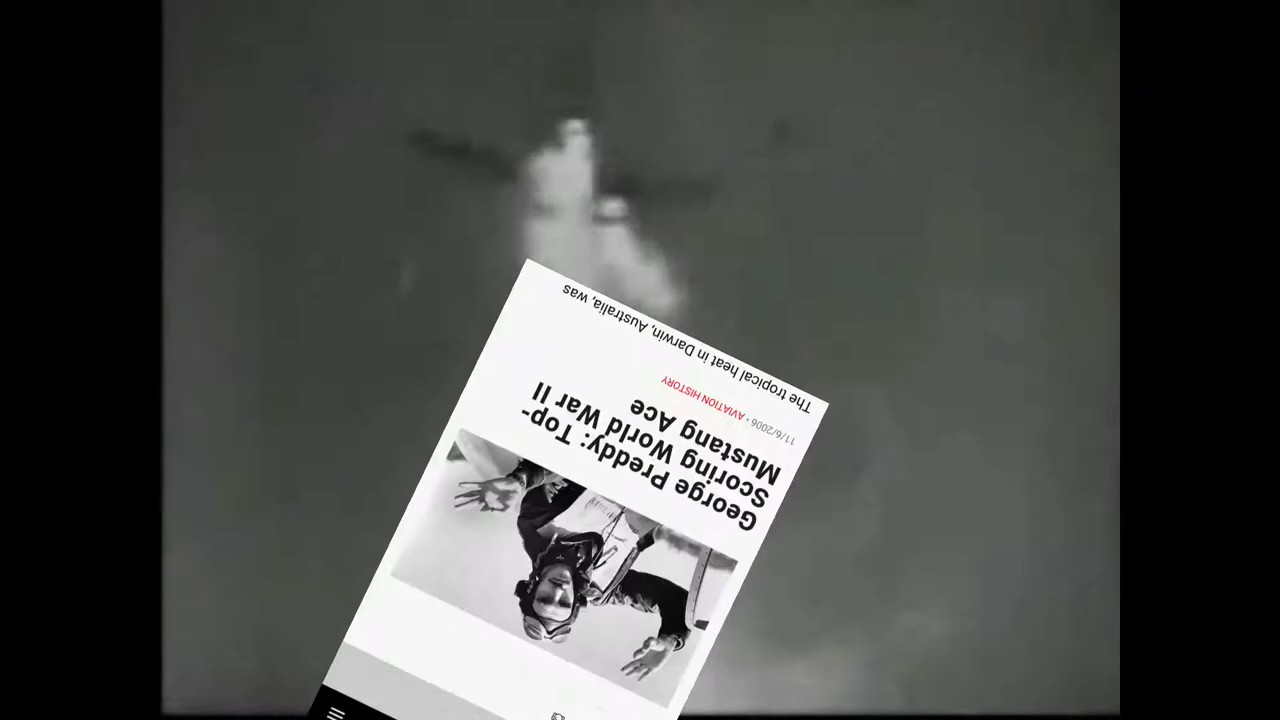 George Preddy: Top-
Scoring World War II
Mustang Ace
11/6/2006 • AVIATION HISTORY
The tropical heat in Darwin, Australia, was